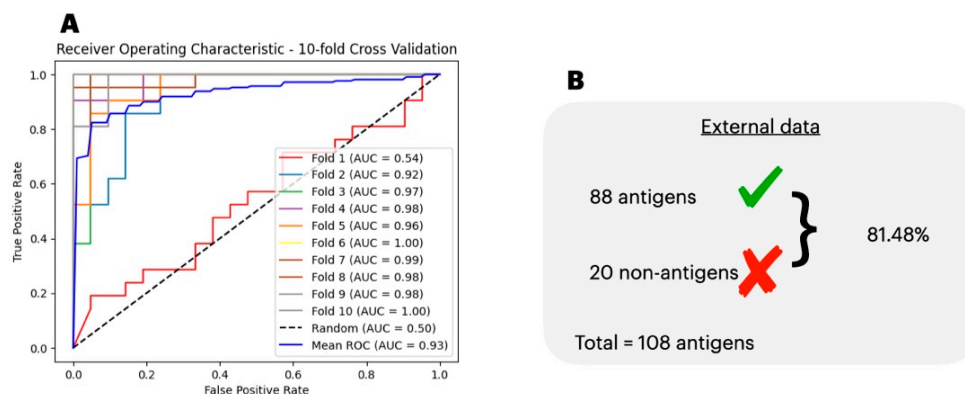 A
Receiver Operating Characteristic - 10-fold Cross Validation
True Positive Rate
1.0
0.8
0.6
0.4
0.2
0.0
Fold 1 (AUC = 0.54)
Fold 2 (AUC = 0.92)
Fold 3 (AUC = 0.97)
Fold 4 (AUC = 0.98)
Fold 5 (AUC = 0.96)
Fold 6 (AUC = 1.00)
Fold 7 (AUC = 0.99)
Fold 8 (AUC = 0.98)
Fold 9 (AUC = 0.98)
Fold 10 (AUC = 1.00)
Random (AUC = 0.50)
Mean ROC (AUC = 0.93)
0.0 0.2 0.4 0.6 0.8 1.0
False Positive Rate
B
External data
88 antigens
20 non-antigens
81.48%
Total = 108 antigens